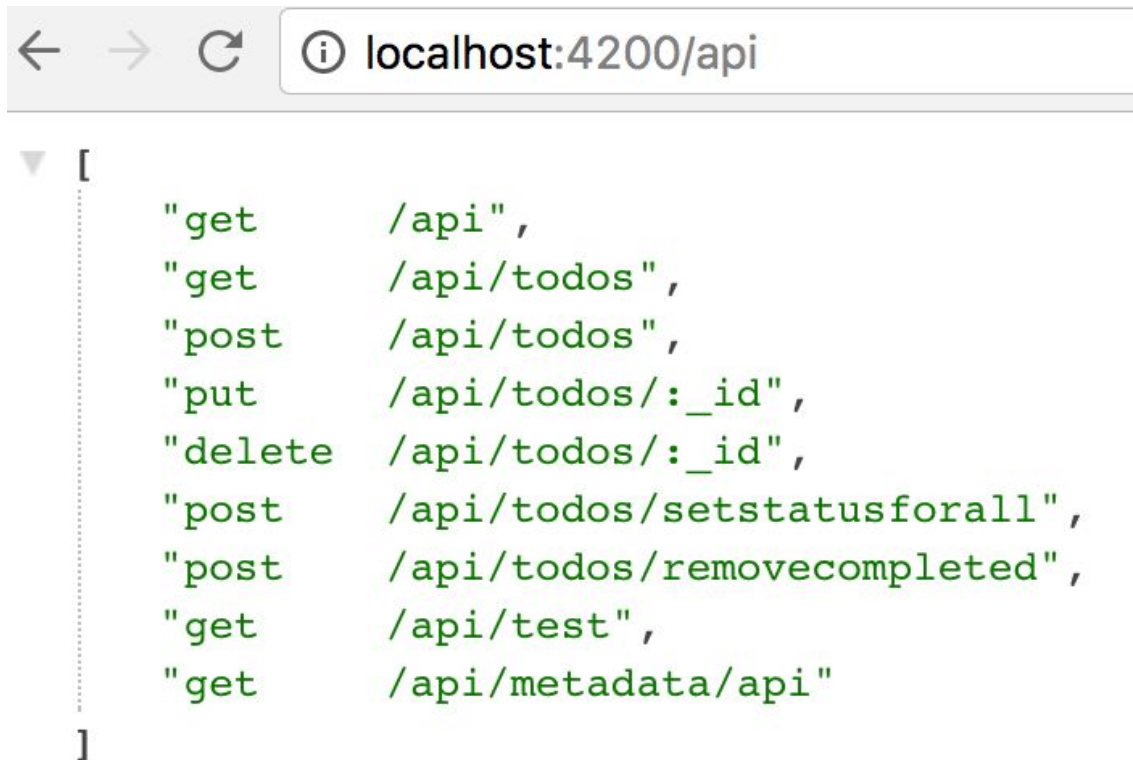 localhost:4200/api
[
"get     /api",
"get     /api/todos",
"post    /api/todos",
"put     /api/todos/:_id",
"delete  /api/todos/:_id",
"post    /api/todos/setstatusforall",
"post    /api/todos/removecompleted",
"get     /api/test",
"get     /api/metadata/api"
]